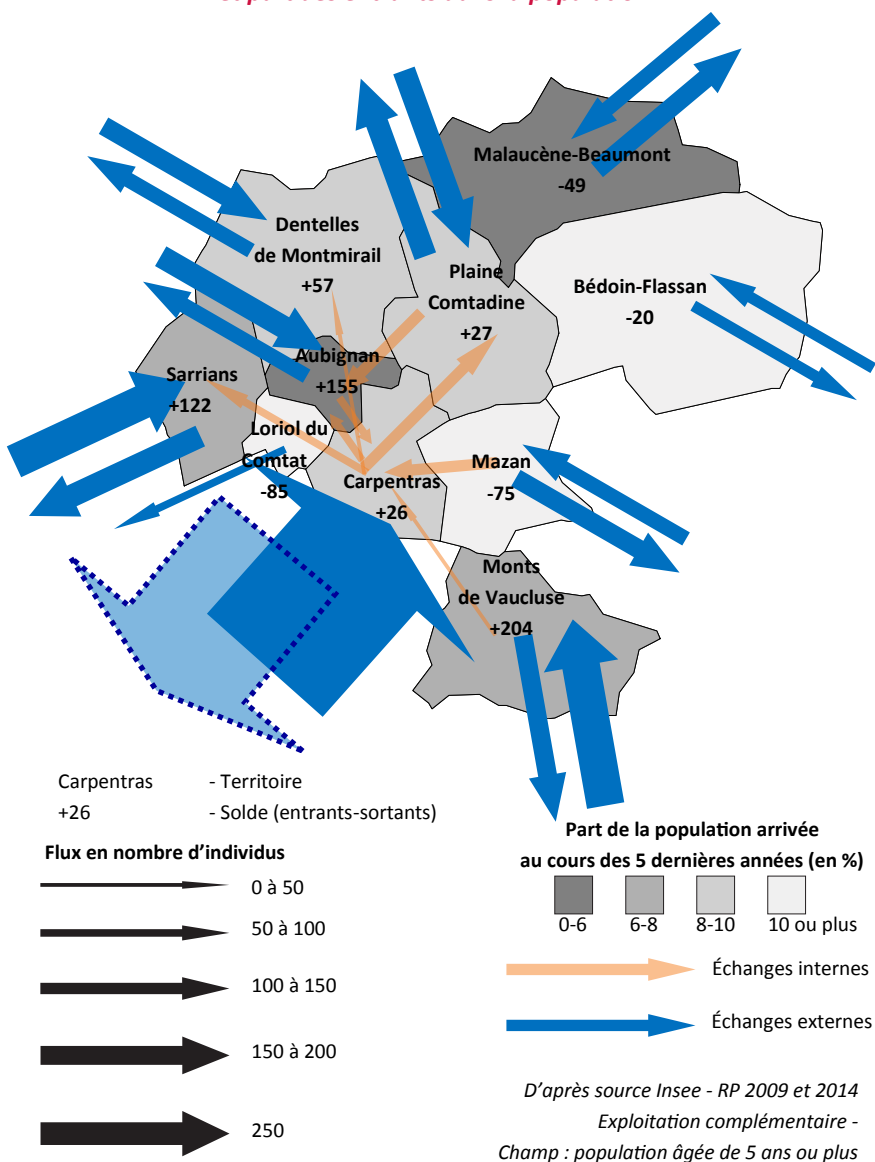 Malaucène-Beaumont
-49
Dentelles
de Montmirail
+57
Plaine
Comtadine
+27
Bédoin-Flassan
-20
Aubignan
+155
Sarrians
+122
Loriol du
Comtat
-85
Carpentras
+26
Mazan
-75
Monts
de Vaucluse
+204
Carpentras - Territoire
+26 - Solde (entrants-sortants)
Flux en nombre d'individus
0 à 50
50 à 100
100 à 150
150 à 200
250
Part de la population arrivée
au cours des 5 dernières années (en %)
0-6 6-8 8-10 10 ou plus
Échanges internes
Échanges externes
D'après source Insee - RP 2009 et 2014
Exploitation complémentaire -
Champ : population âgée de 5 ans ou plus